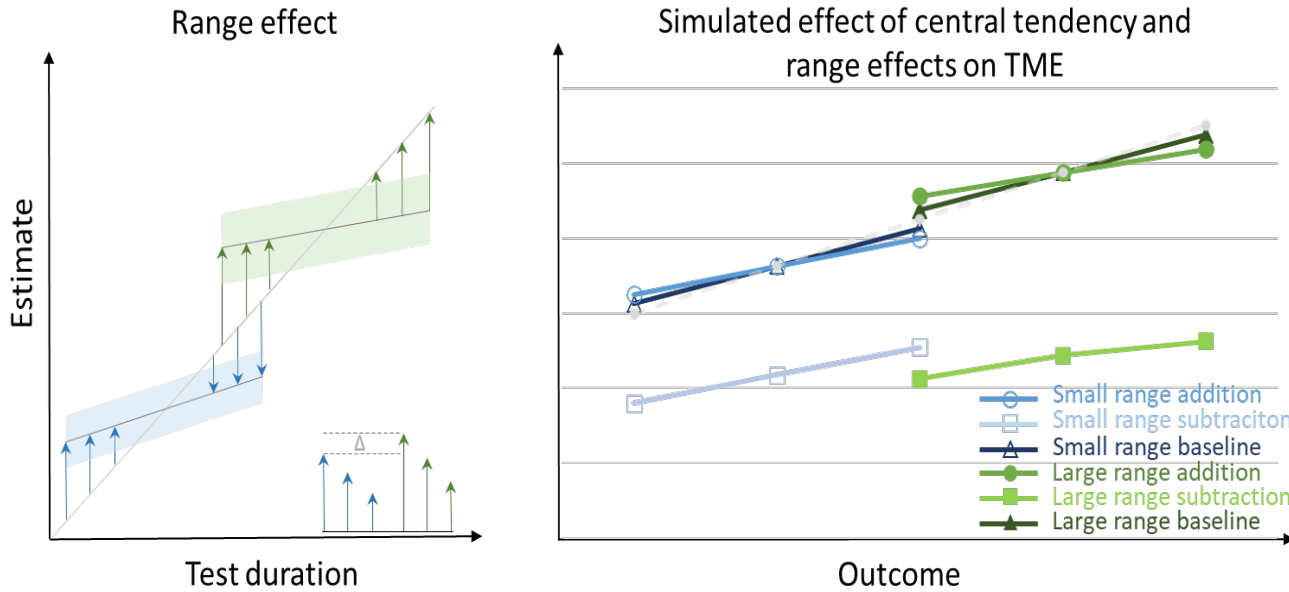 Range effect
Estimate
Δ
Test duration
Simulated effect of central tendency and
range effects on TME
Small range addition
Small range subtraciton
Small range baseline
Large range addition
Large range subtraction
Large range baseline
Outcome